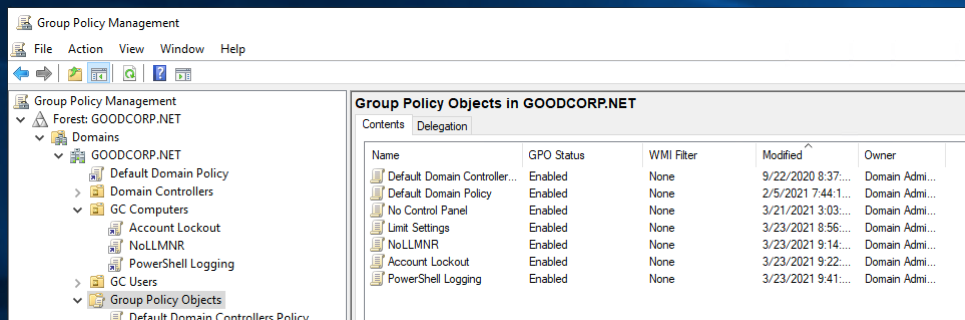 Group Policy Management
File Action View Window Help
Group Policy Management
Forest: GOODCORP.NET
Domains
GOODCORP.NET
Default Domain Policy
Domain Controllers
GC Computers
Account Lockout
NoLLMNR
PowerShell Logging
GC Users
Group Policy Objects
Default Domain Controllers Policy
Group Policy Objects in GOODCORP.NET
Contents Delegation
Name GPO Status WMI Filter Modified Owner
Default Domain Controller... Enabled None 9/22/2020 8:37:... Domain Admi...
Default Domain Policy Enabled None 2/5/2021 7:44:1... Domain Admi...
No Control Panel Enabled None 3/21/2021 3:03:... Domain Admi...
Limit Settings Enabled None 3/23/2021 8:56:... Domain Admi...
NoLLMNR Enabled None 3/23/2021 9:14:... Domain Admi...
Account Lockout Enabled None 3/23/2021 9:22:... Domain Admi...
PowerShell Logging Enabled None 3/23/2021 9:41:... Domain Admi...